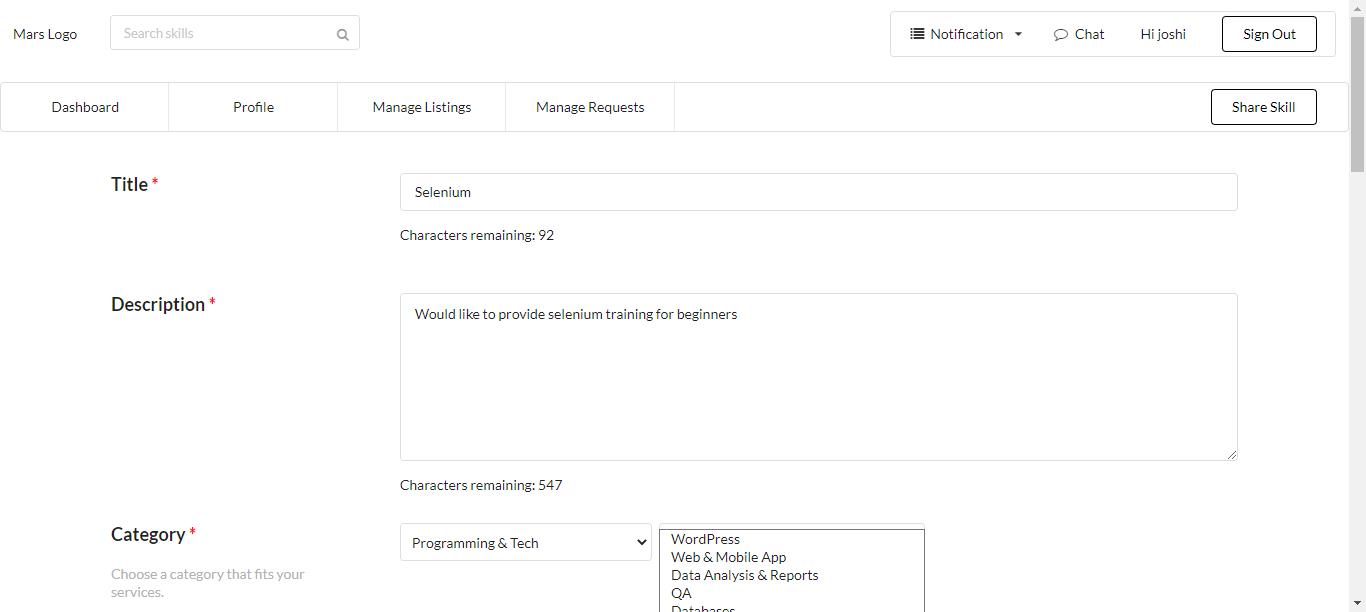 Mars Logo
Search skills
Notification
Chat
Hi joshi
Sign Out
Dashboard
Profile
Manage Listings
Manage Requests
Share Skill
Title *
Selenium
Characters remaining: 92
Description *
Would like to provide selenium training for beginners
Characters remaining: 547
Category *
Choose a category that fits your
services.
Programming & Tech
WordPress
Web & Mobile App
Data Analysis & Reports
QA
Databases